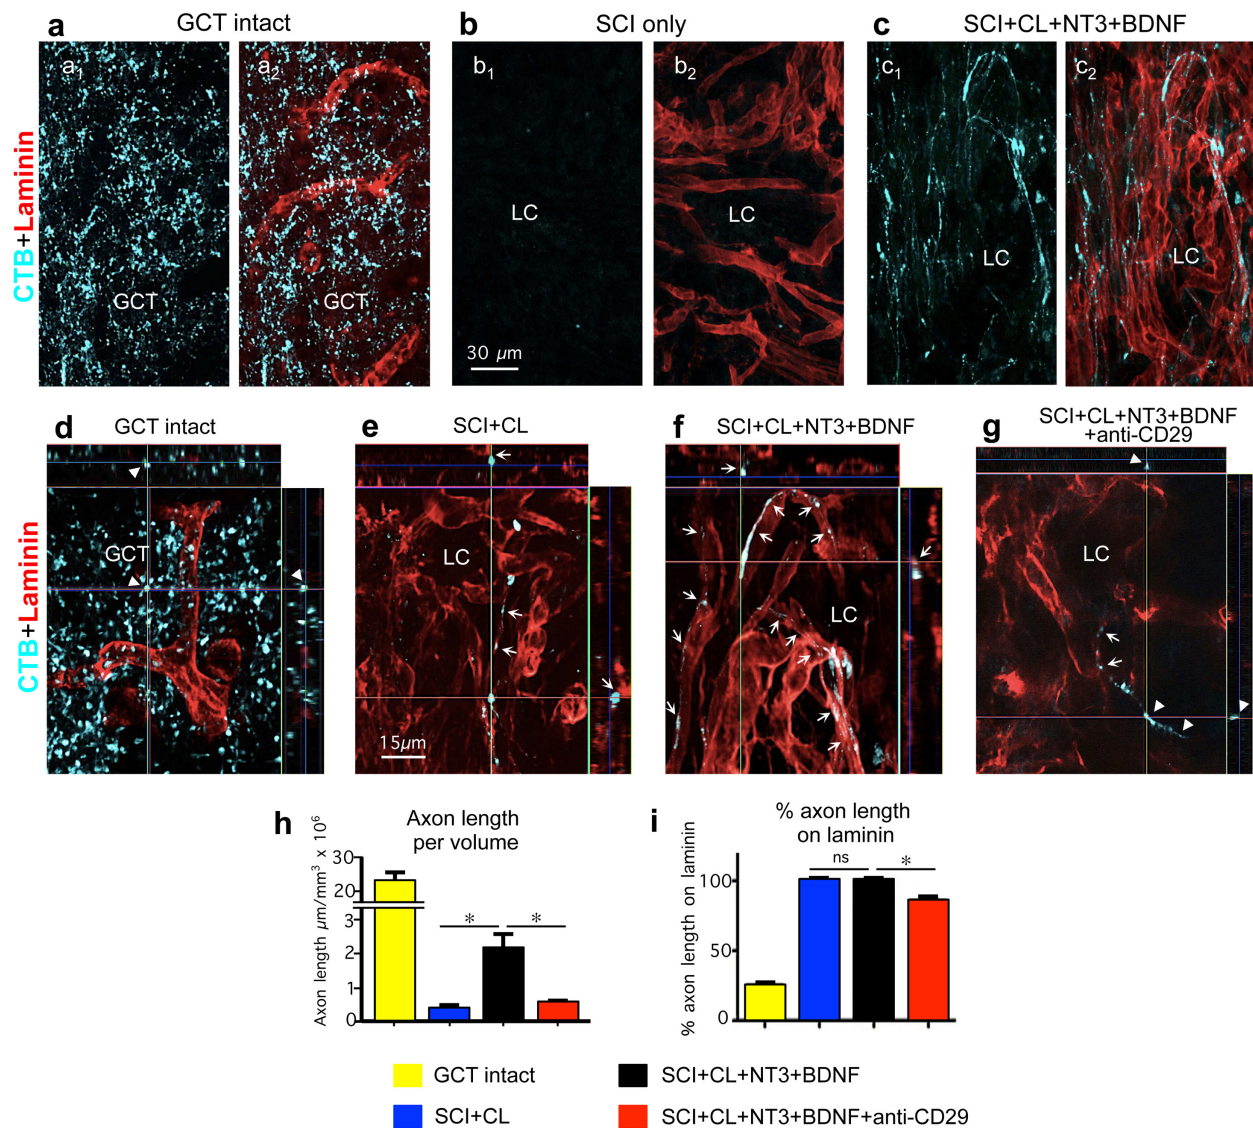 a GCT intact
b SCI only
c SCI+CL+NT3+BDNF
CTB+Laminin
a1
GCT
a2
GCT
b1
LC
30 µm
b2
LC
c1
LC
c2
LC
d GCT intact
e SCI+CL
f SCI+CL+NT3+BDNF
g SCI+CL+NT3+BDNF
+anti-CD29
CTB+Laminin
GCT
LC
15µm
LC
LC
h Axon length
per volume
Axon length µm/mm³ x 10⁶
30
20
3
2
1
0
*
*
i % axon length
on laminin
% axon length on laminin
100
50
0
ns
*
GCT intact
SCI+CL+NT3+BDNF
SCI+CL
SCI+CL+NT3+BDNF+anti-CD29